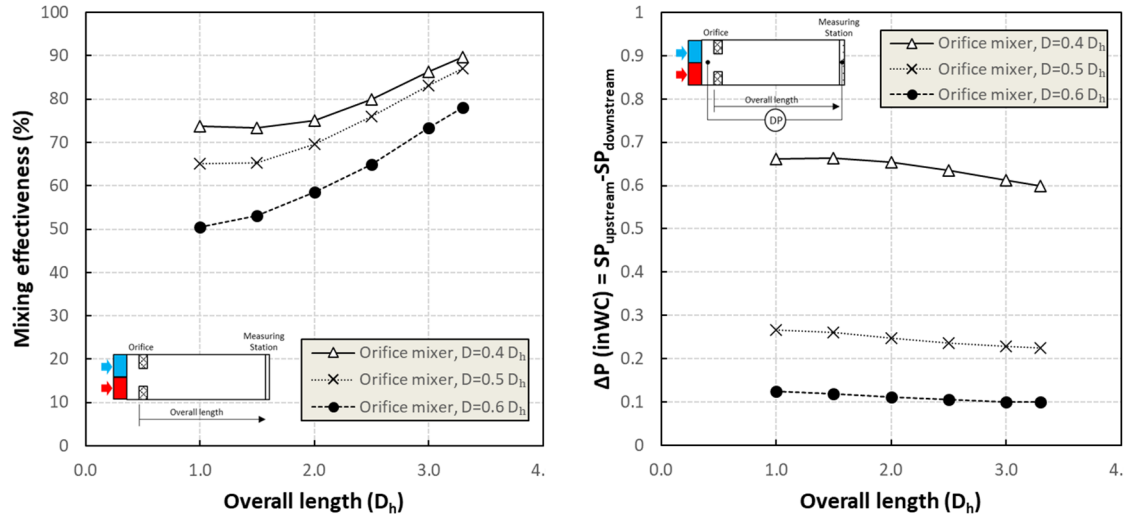 Mixing effectiveness (%)
100
90
80
70
60
50
40
30
20
10
0
0.0
1.0
2.0
3.0
4.
Overall length (Dh)
Orifice
Measuring
Station
Overall length
Orifice mixer, D=0.4 Dh
Orifice mixer, D=0.5 Dh
Orifice mixer, D=0.6 Dh
ΔP (inWC) = SPupstream-SPdownstream
1
0.9
0.8
0.7
0.6
0.5
0.4
0.3
0.2
0.1
0
0.0
1.0
2.0
3.0
4.
Overall length (Dh)
Orifice
Measuring
Station
Overall length
DP
Orifice mixer, D=0.4 Dh
Orifice mixer, D=0.5 Dh
Orifice mixer, D=0.6 Dh